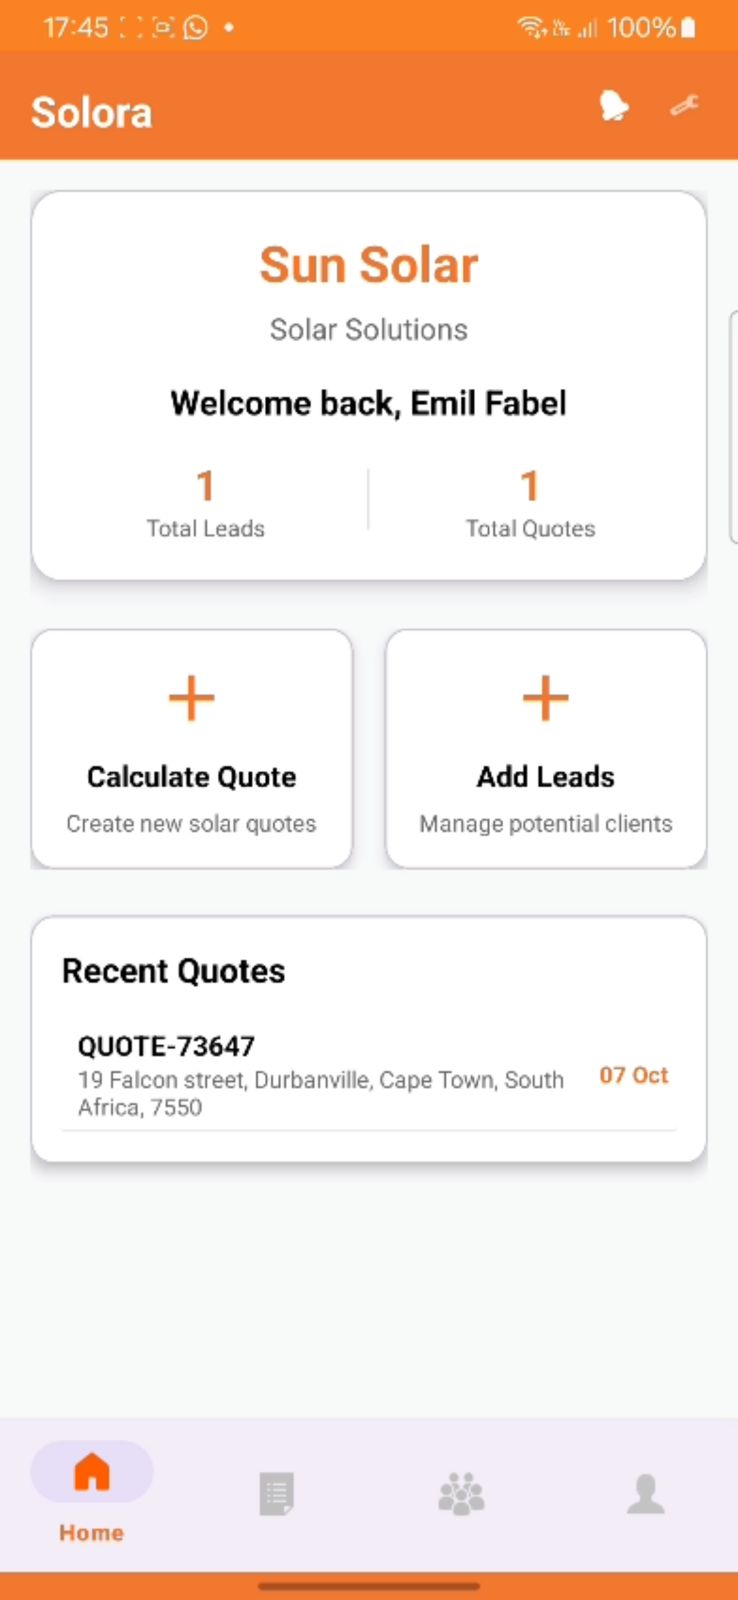 17:45
100%
Solora
Sun Solar
Solar Solutions
Welcome back, Emil Fabel
1
Total Leads
1
Total Quotes
Calculate Quote
Create new solar quotes
Add Leads
Manage potential clients
Recent Quotes
QUOTE-73647
19 Falcon street, Durbanville, Cape Town, South
Africa, 7550
07 Oct
Home